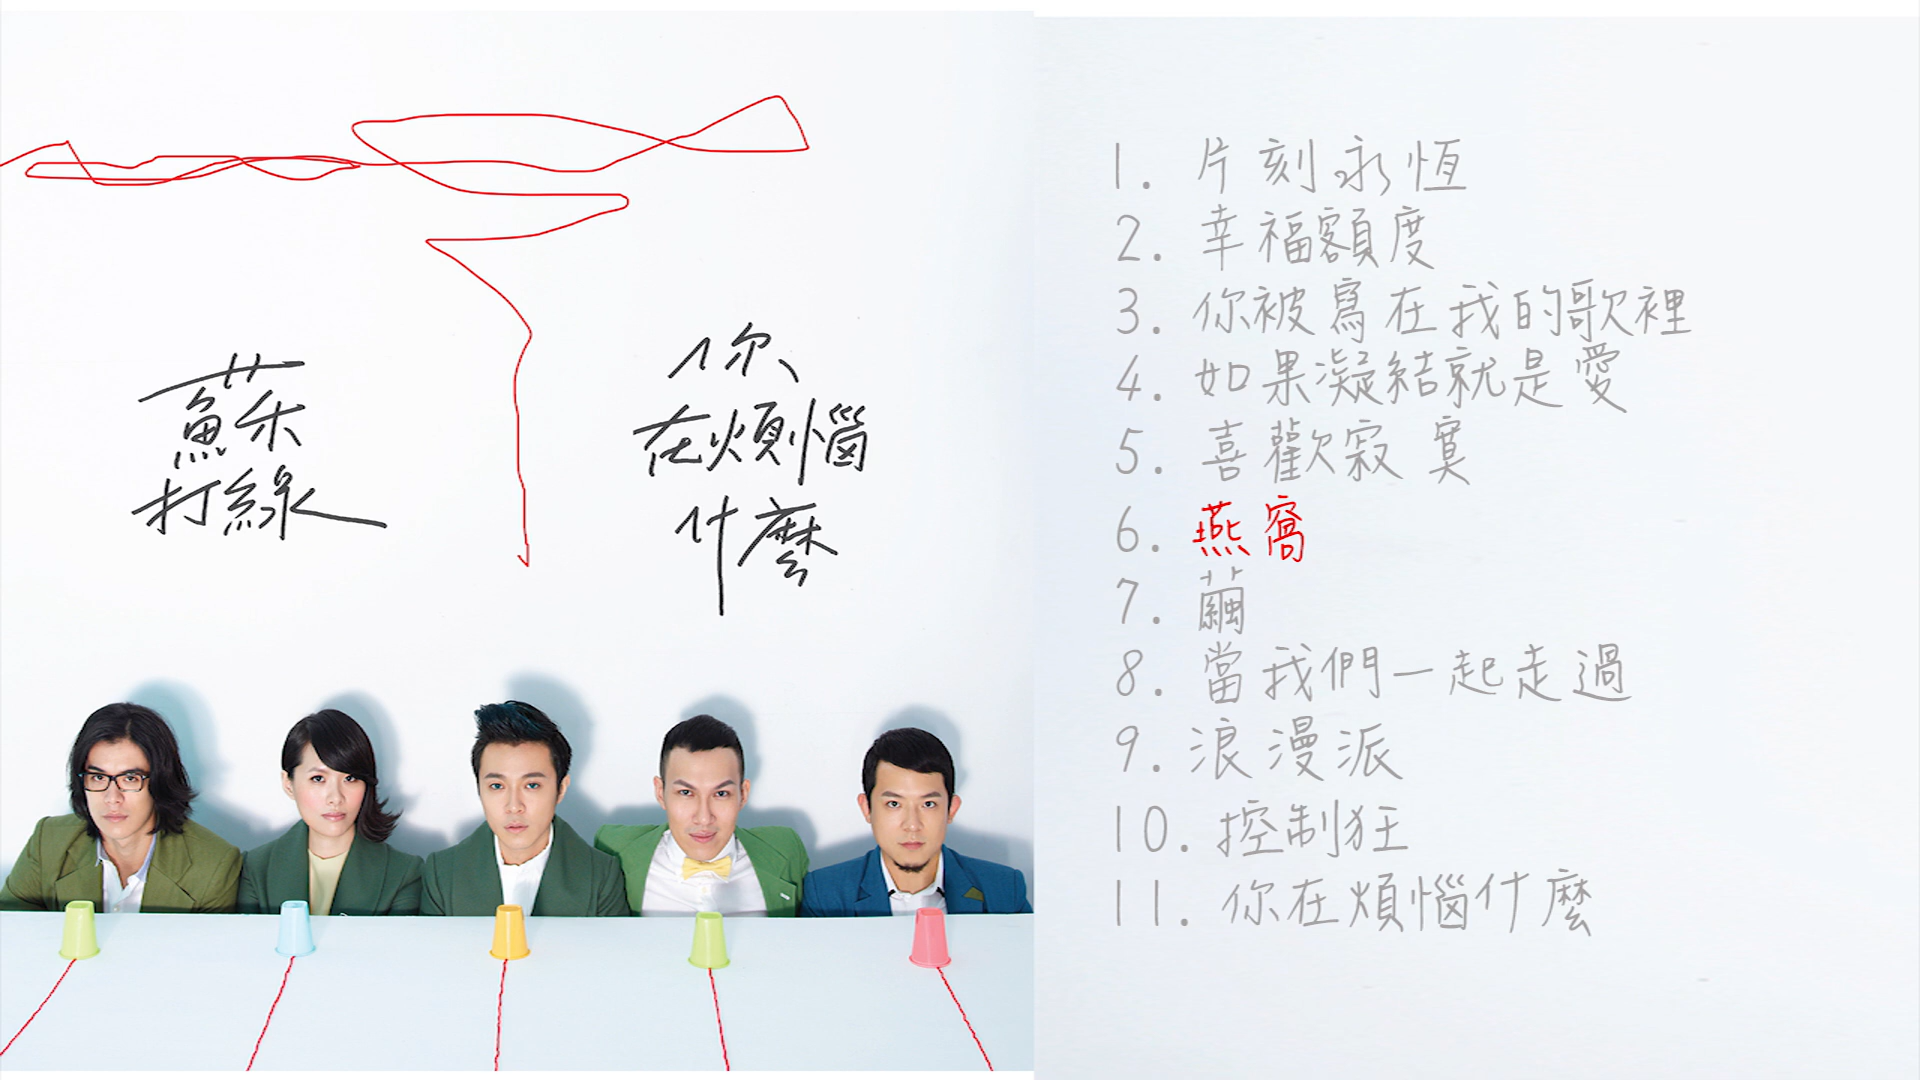 蘇
打綠
你
在煩惱
什麼
1. 片刻永恆
2. 幸福額度
3. 你被寫在我的歌裡
4. 如果凝結就是愛
5. 喜歡寂寞
6. 燕窩
7. 繭
8. 當我們一起走過
9. 浪漫派
10. 控制狂
11. 你在煩惱什麼